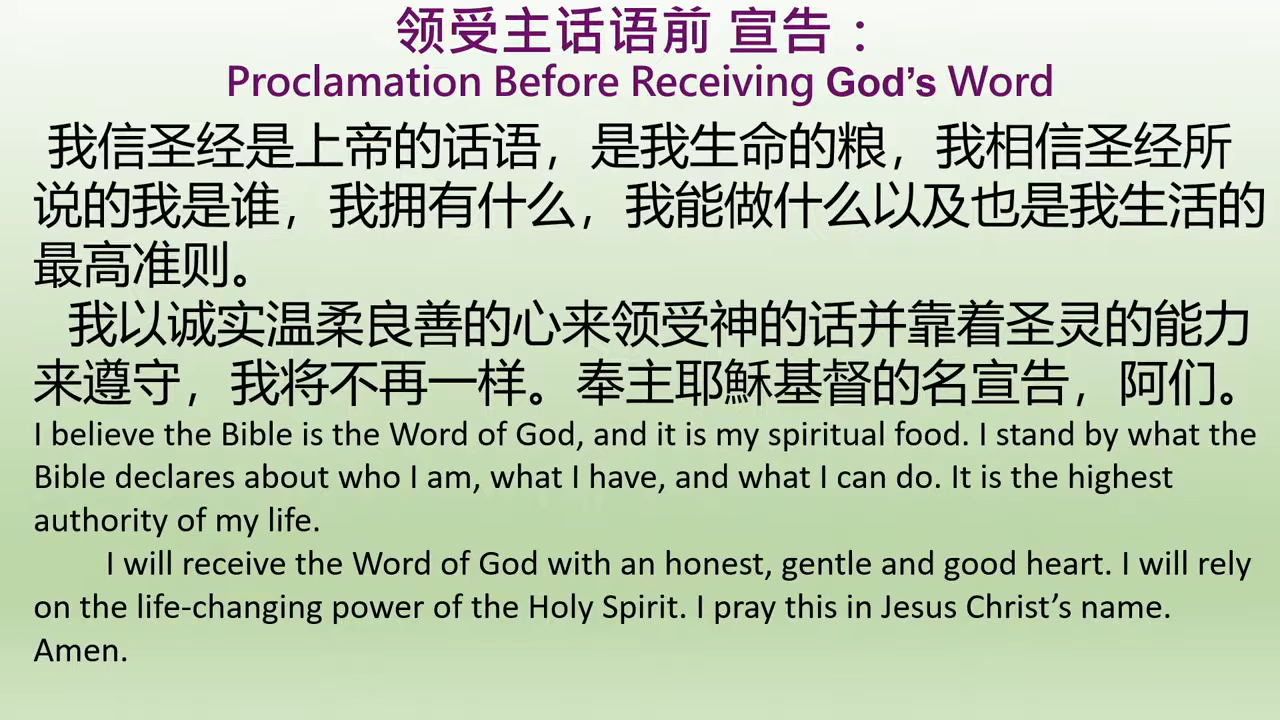 领受主话语前 宣告：
Proclamation Before Receiving God’s Word
我信圣经是上帝的话语，是我生命的粮，我相信圣经所
说的我是谁，我拥有什么，我能做什么以及也是我生活的
最高准则。
我以诚实温柔良善的心来领受神的话并靠着圣灵的能力
来遵守，我将不再一样。奉主耶稣基督的名宣告，阿们。
I believe the Bible is the Word of God, and it is my spiritual food. I stand by what the
Bible declares about who I am, what I have, and what I can do. It is the highest
authority of my life.
I will receive the Word of God with an honest, gentle and good heart. I will rely
on the life-changing power of the Holy Spirit. I pray this in Jesus Christ’s name.
Amen.